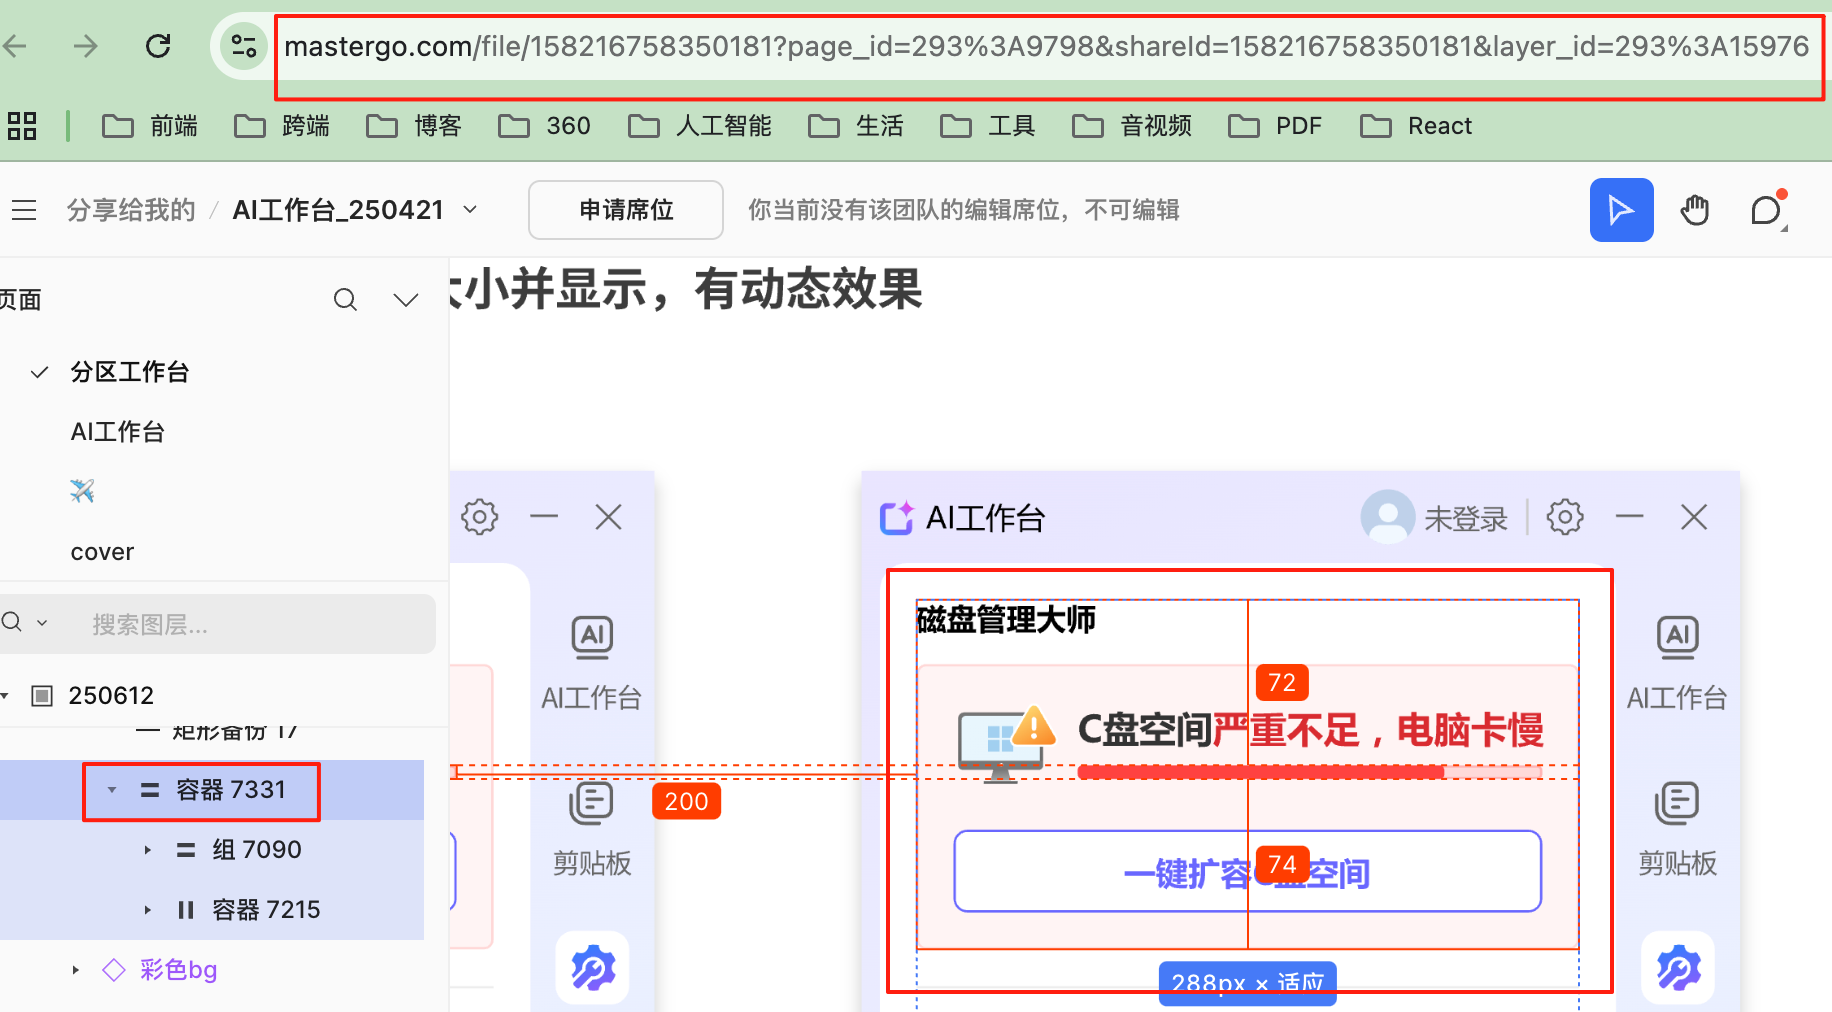 mastergo.com/file/158216758350181?page_id=293%3A9798&shareId=158216758350181&layer_id=293%3A15976
前端 跨端 博客 360 人工智能 生活 工具 音视频 PDF React
分享给我的 / AI工作台_250421 申请席位 你当前没有该团队的编辑席位，不可编辑
页面
小并显示，有动态效果
分区工作台
AI工作台
cover
搜索图层...
250612
矩形备份 17
容器 7331
组 7090
容器 7215
彩色bg
AI
AI工作台
剪贴板
200
AI工作台 未登录
磁盘管理大师
72
C盘空间严重不足，电脑卡慢
一键扩容
74
空间
288px × 适应
AI
AI工作台
剪贴板